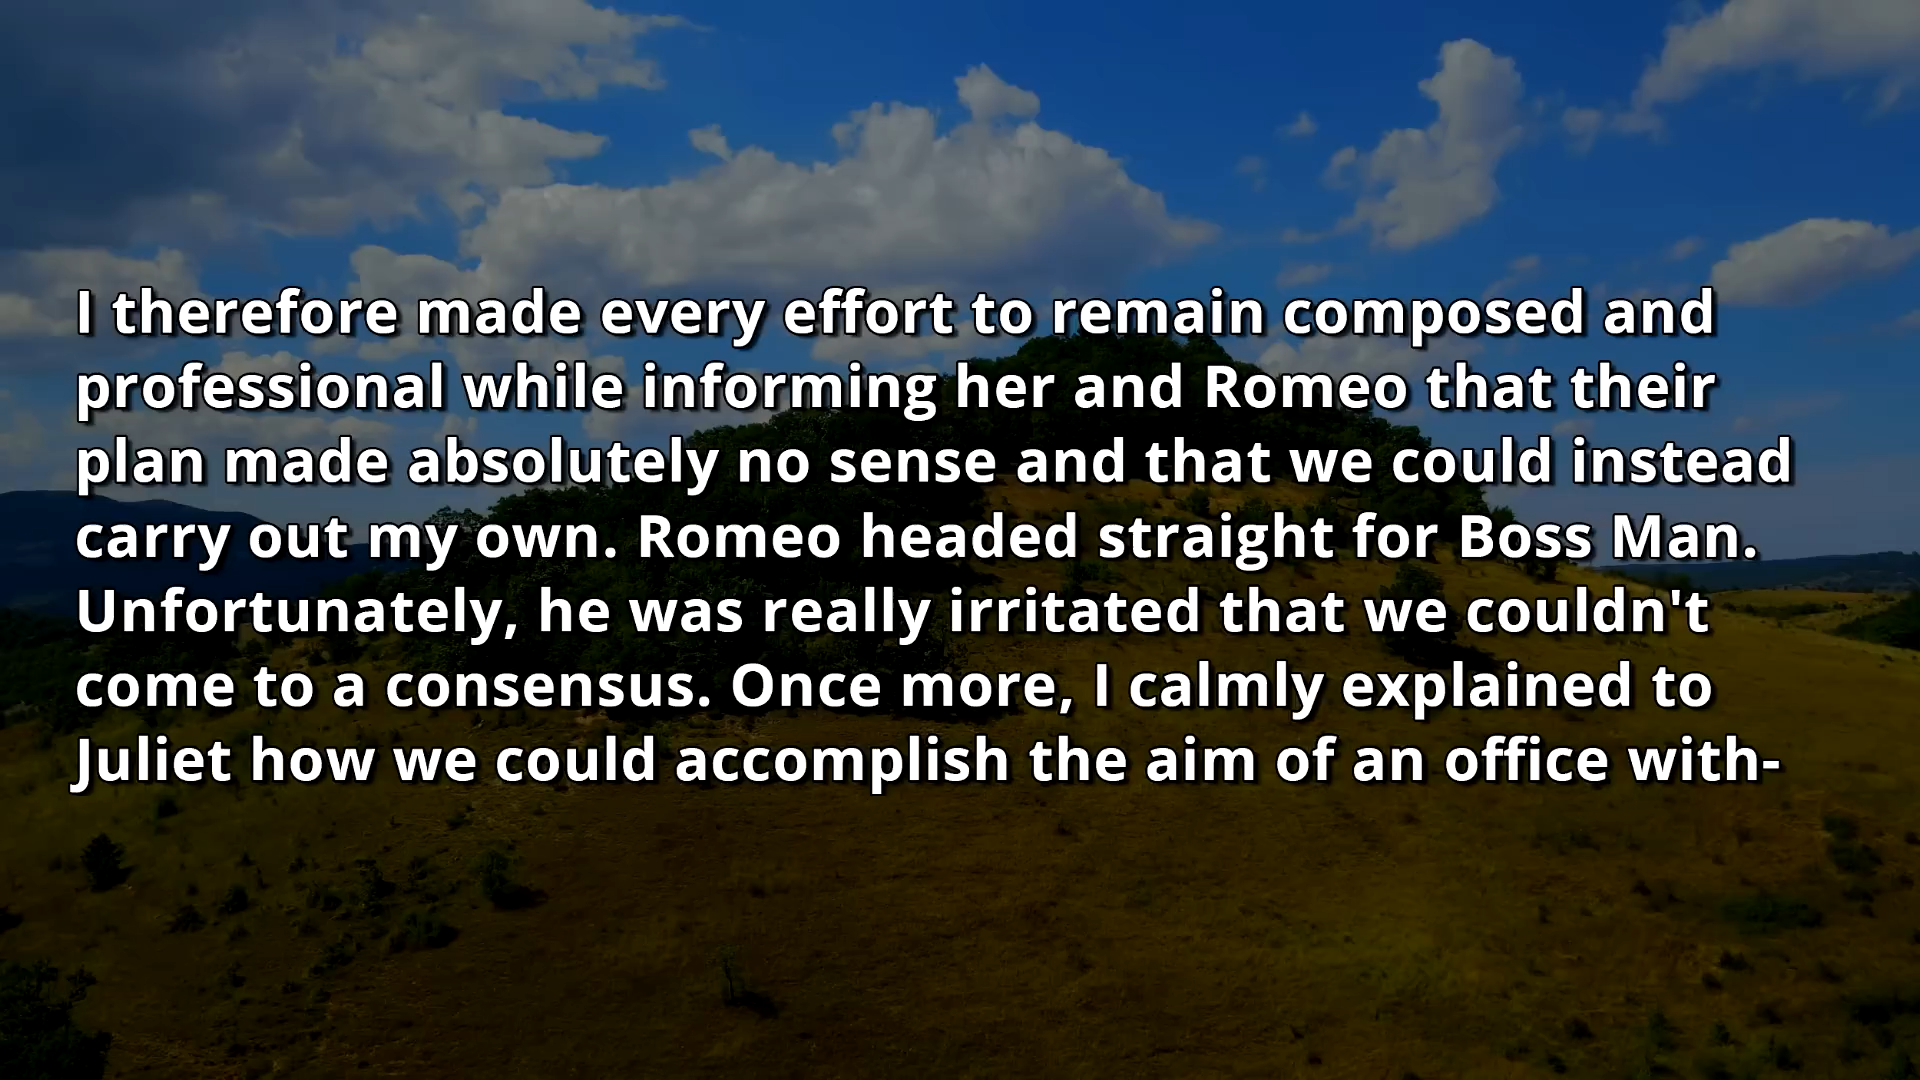 I therefore made every effort to remain composed and
professional while informing her and Romeo that their
plan made absolutely no sense and that we could instead
carry out my own. Romeo headed straight for Boss Man.
Unfortunately, he was really irritated that we couldn't
come to a consensus. Once more, I calmly explained to
Juliet how we could accomplish the aim of an office with-